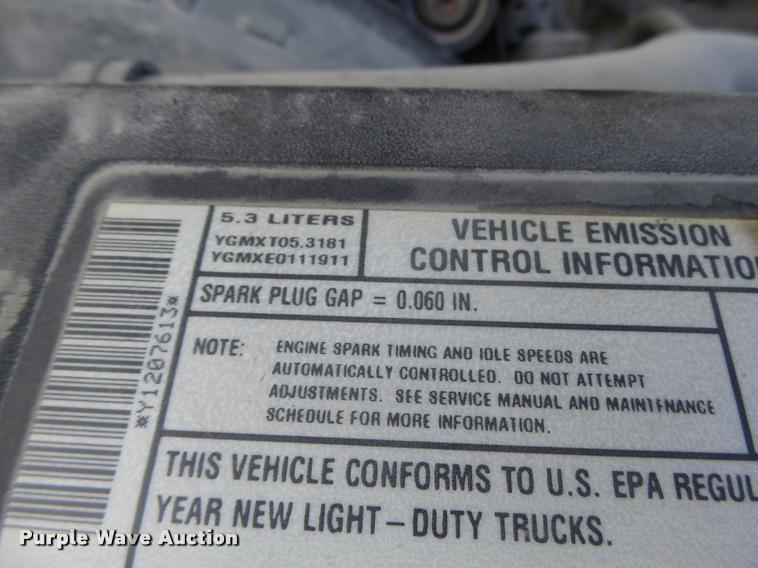 5.3 LITERS
YGMXT05.3181
YGMXE0111911
VEHICLE EMISSION
CONTROL INFORMATIO
SPARK PLUG GAP = 0.060 IN.
NOTE: ENGINE SPARK TIMING AND IDLE SPEEDS ARE
AUTOMATICALLY CONTROLLED. DO NOT ATTEMPT
ADJUSTMENTS. SEE SERVICE MANUAL AND MAINTENANCE
SCHEDULE FOR MORE INFORMATION.
THIS VEHICLE CONFORMS TO U.S. EPA REGUL
YEAR NEW LIGHT-DUTY TRUCKS.
*Y1207613*
Purple Wave Auction